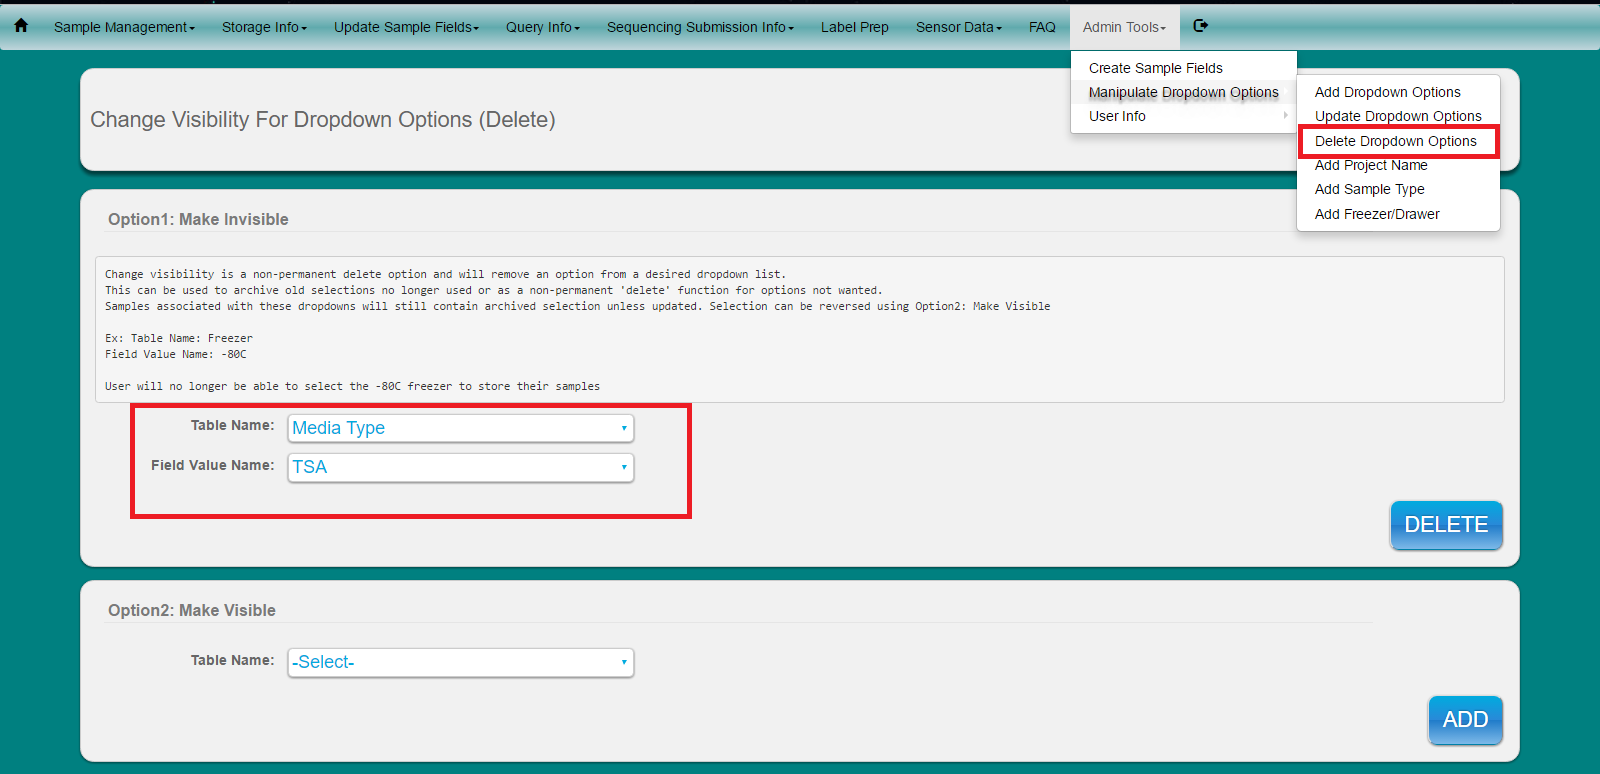 Sample Management Storage Info Update Sample Fields Query Info Sequencing Submission Info Label Prep Sensor Data FAQ Admin Tools
Create Sample Fields
Manipulate Dropdown Options
User Info
Add Dropdown Options
Update Dropdown Options
Delete Dropdown Options
Add Project Name
Add Sample Type
Add Freezer/Drawer
Change Visibility For Dropdown Options (Delete)
Option1: Make Invisible
Change visibility is a non-permanent delete option and will remove an option from a desired dropdown list.
This can be used to archive old selections no longer used or as a non-permanent 'delete' function for options not wanted.
Samples associated with these dropdowns will still contain archived selection unless updated. Selection can be reversed using Option2: Make Visible
Ex: Table Name: Freezer
Field Value Name: -80C
User will no longer be able to select the -80C freezer to store their samples
Table Name: Media Type
Field Value Name: TSA
DELETE
Option2: Make Visible
Table Name: -Select-
ADD